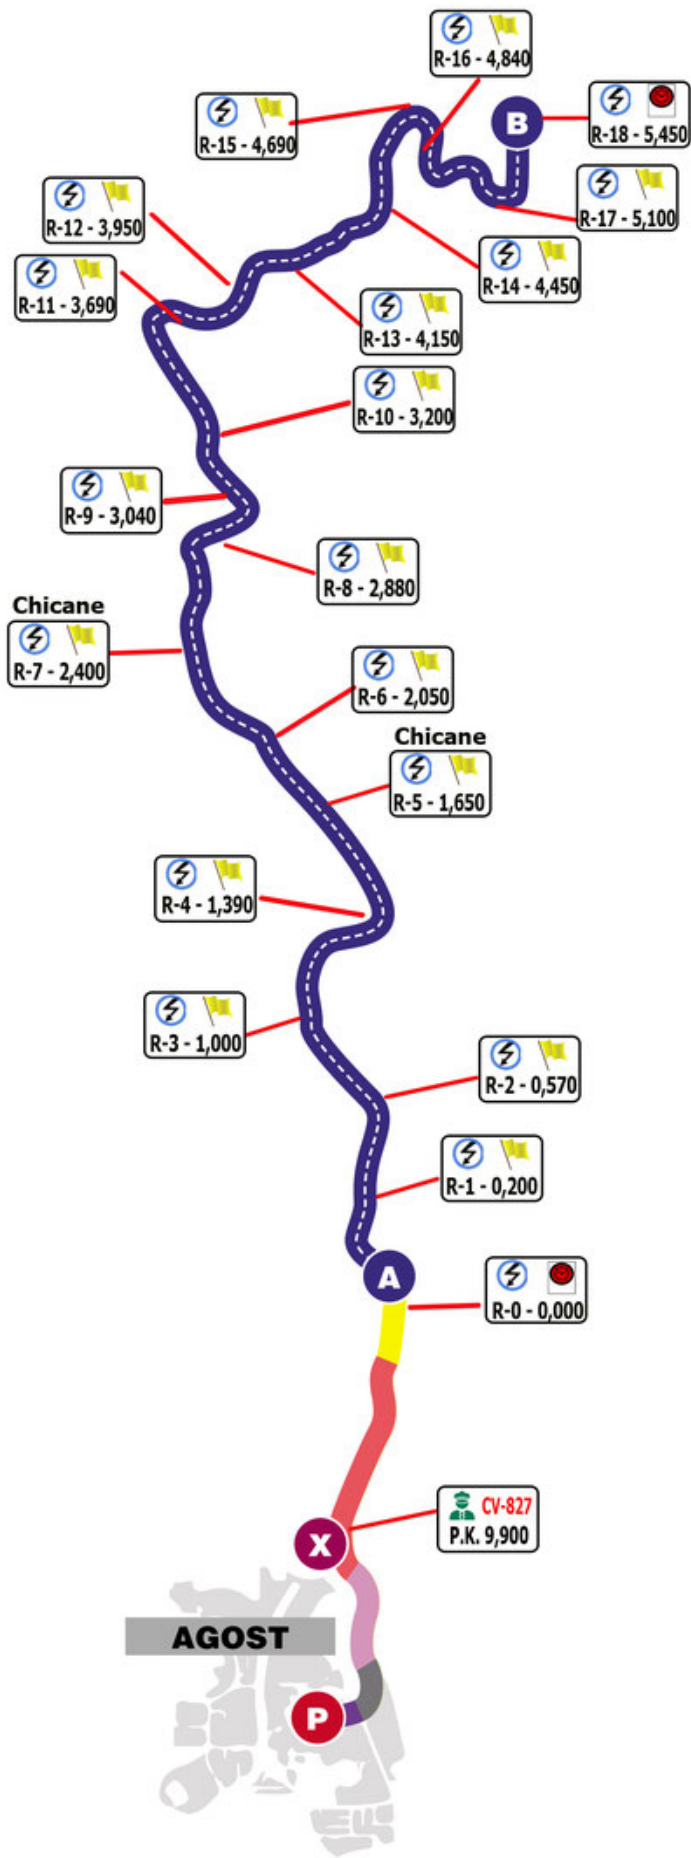 R-16 - 4,840
R-15 - 4,690
B
R-18 - 5,450
R-12 - 3,950
R-17 - 5,100
R-11 - 3,690
R-14 - 4,450
R-13 - 4,150
R-10 - 3,200
R-9 - 3,040
R-8 - 2,880
Chicane
R-7 - 2,400
R-6 - 2,050
Chicane
R-5 - 1,650
R-4 - 1,390
R-3 - 1,000
R-2 - 0,570
R-1 - 0,200
A
R-0 - 0,000
CV-827
P.K. 9,900
X
AGOST
P